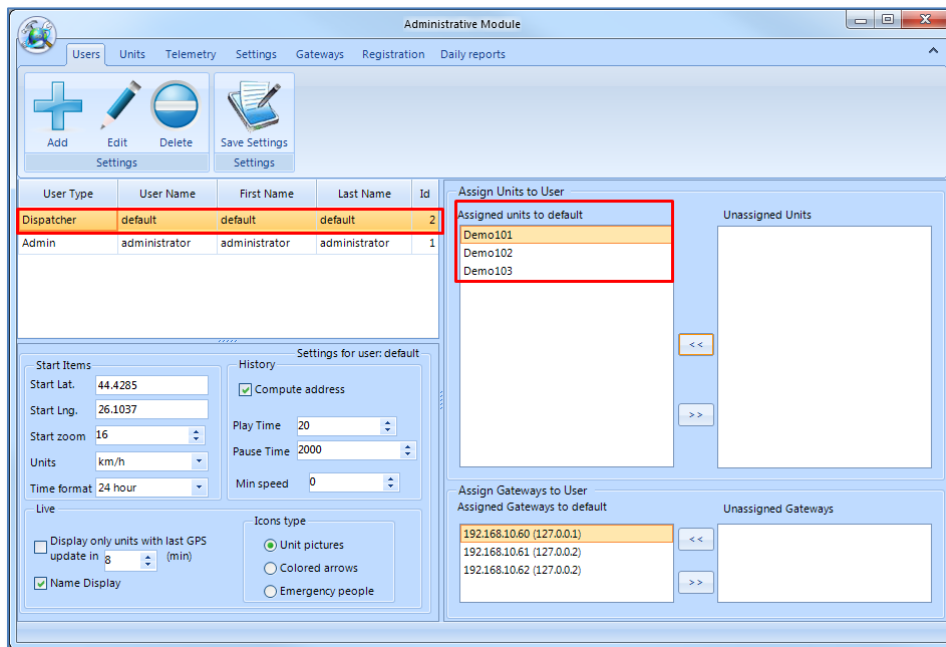 Administrative Module
Users Units Telemetry Settings Gateways Registration Daily reports
Add Edit Delete Save Settings
Settings Settings
User Type User Name First Name Last Name Id
Dispatcher default default default 2
Admin administrator administrator administrator 1
Assign Units to User
Assigned units to default Unassigned Units
Demo101
Demo102
Demo103
<<
>>
Settings for user: default
Start Items
Start Lat. 44.4285
Start Lng. 26.1037
Start zoom 16
Units km/h
Time format 24 hour
History
Compute address
Play Time 20
Pause Time 2000
Min speed 0
Live
Display only units with last GPS
update in 8 (min)
Name Display
Icons type
Unit pictures
Colored arrows
Emergency people
Assign Gateways to User
Assigned Gateways to default Unassigned Gateways
192.168.10.60 (127.0.0.1)
192.168.10.61 (127.0.0.2)
192.168.10.62 (127.0.0.2)
<<
>>